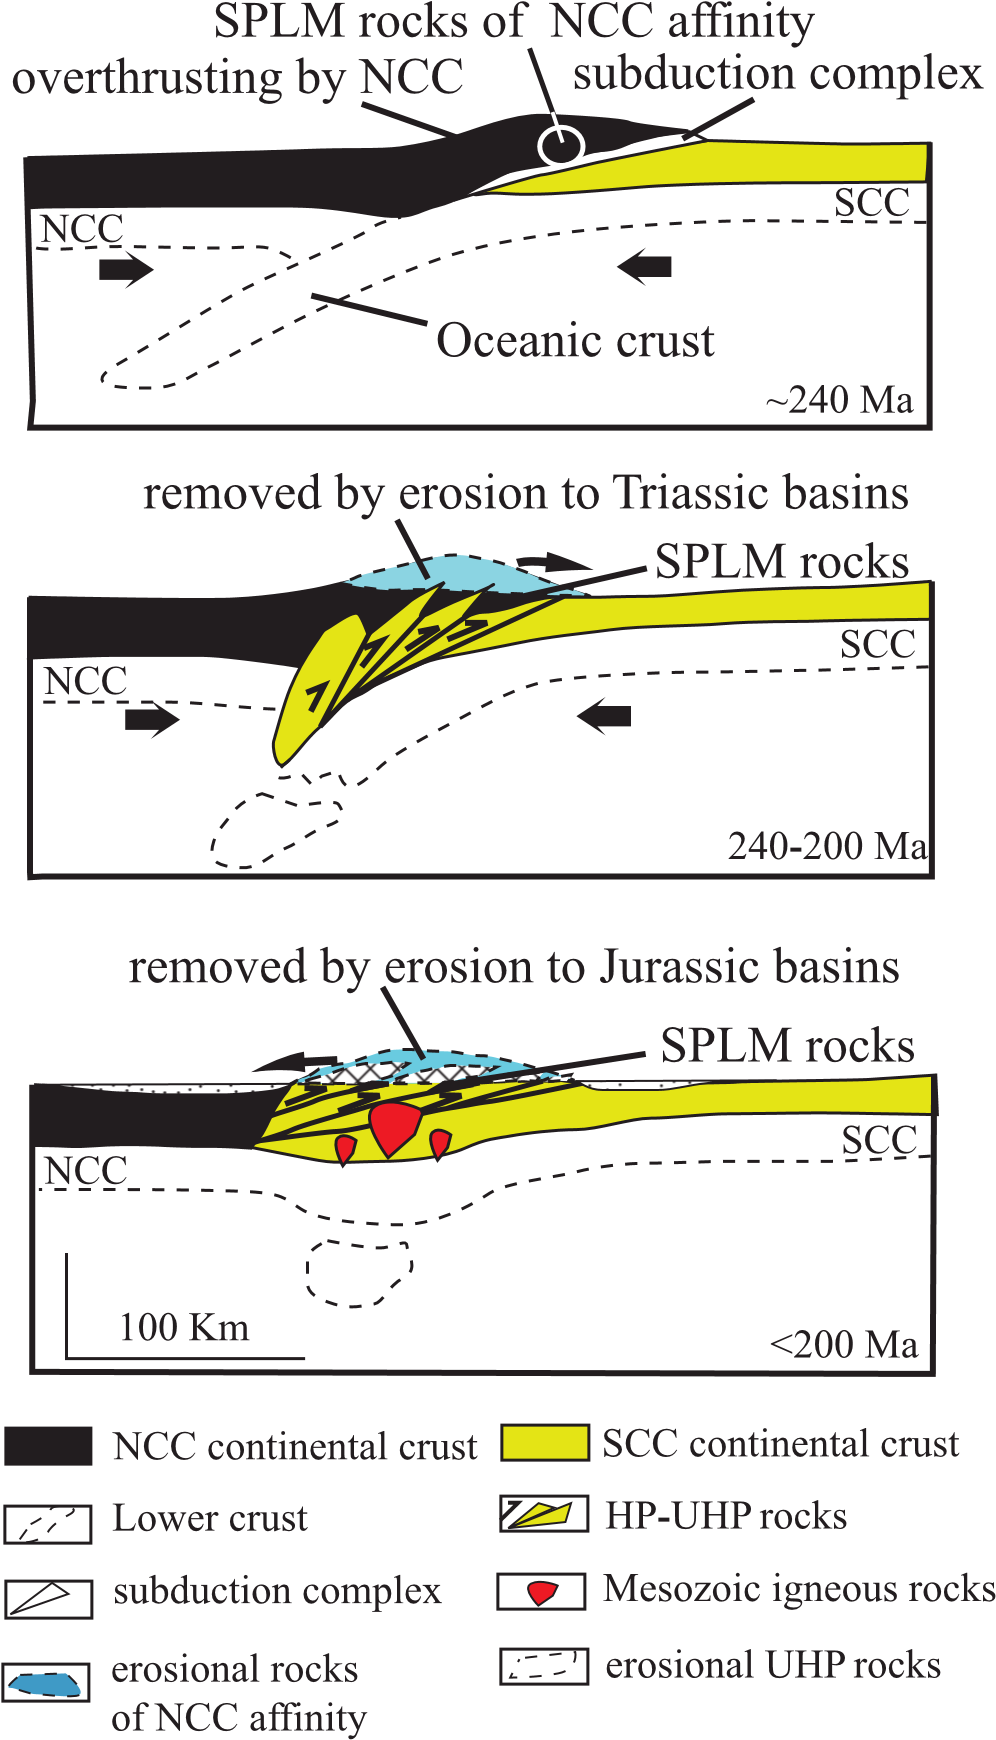 SPLM rocks of NCC affinity
overthrusting by NCC
subduction complex
NCC
SCC
Oceanic crust
~240 Ma
removed by erosion to Triassic basins
SPLM rocks
NCC
SCC
240-200 Ma
removed by erosion to Jurassic basins
SPLM rocks
NCC
SCC
100 Km
<200 Ma
NCC continental crust
SCC continental crust
Lower crust
HP-UHP rocks
subduction complex
Mesozoic igneous rocks
erosional rocks
of NCC affinity
erosional UHP rocks